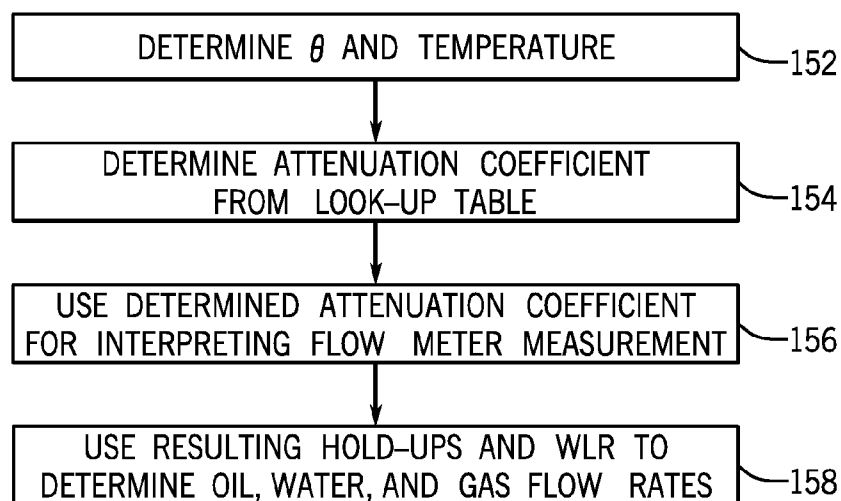 DETERMINE θ AND TEMPERATURE
152
DETERMINE ATTENUATION COEFFICIENT
FROM LOOK-UP TABLE
154
USE DETERMINED ATTENUATION COEFFICIENT
FOR INTERPRETING FLOW METER MEASUREMENT
156
USE RESULTING HOLD-UPS AND WLR TO
DETERMINE OIL, WATER, AND GAS FLOW RATES
158